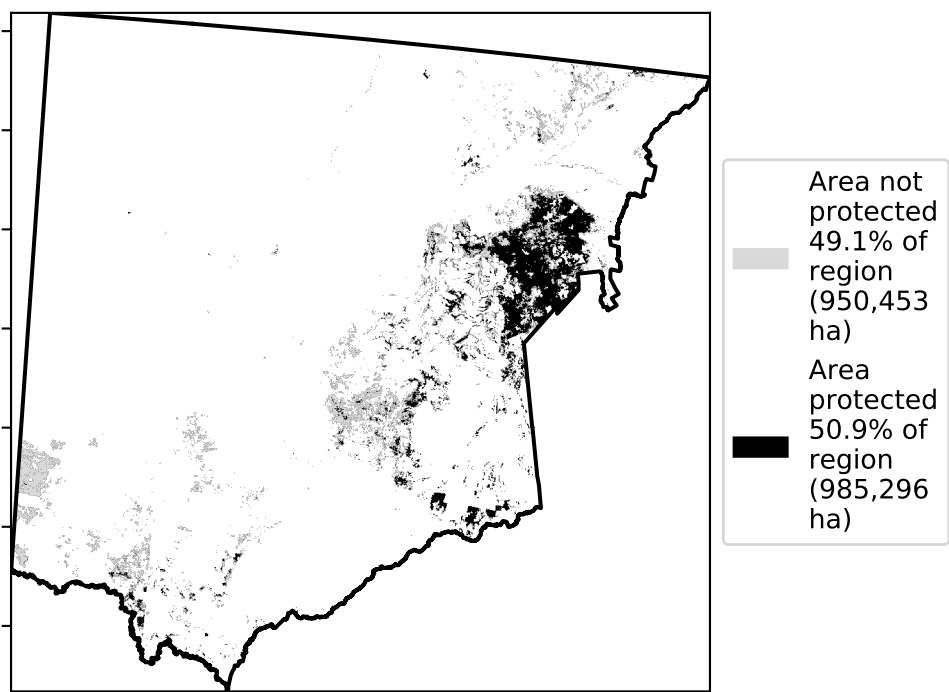 Area not
protected
49.1% of
region
(950,453
ha)
Area
protected
50.9% of
region
(985,296
ha)